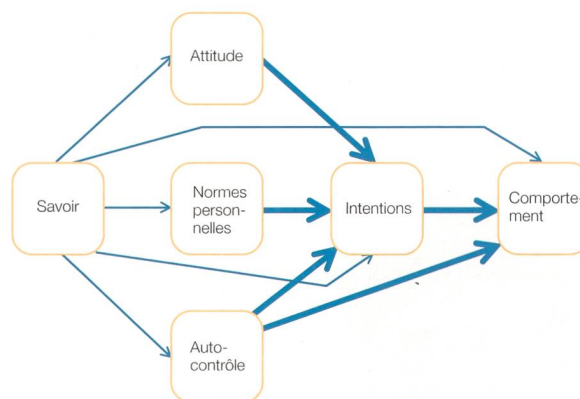 Attitude
Savoir
Normes
person-
nelles
Intentions
Comporte-
ment
Auto-
contrôle